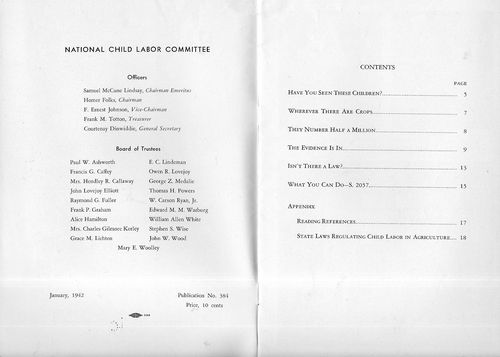 NATIONAL CHILD LABOR COMMITTEE
Officers
Samuel McCune Lindsay, Chairman Emeritus
Homer Folks, Chairman
F. Ernest Johnson, Vice-Chairman
Frank M. Totton, Treasurer
Courtenay Dinwiddie, General Secretary
Board of Trustees
Paul W. Ashworth
Francis G. Caffey
Mrs. Hendley R. Callaway
John Lovejoy Elliott
Raymond G. Fuller
Frank P. Graham
Alice Hamilton
Mrs. Charles Gilmore Kerley
Grace M. Lichten
E. C. Lindeman
Owen R. Lovejoy
George Z. Medalie
Thomas H. Powers
W. Carson Ryan, Jr.
Edward M. M. Warburg
William Allen White
Stephen S. Wise
John W. Wood
Mary E. Woolley
January, 1942
Publication No. 384
Price, 10 cents
CONTENTS
PAGE
HAVE YOU SEEN THESE CHILDREN? 5
WHEREVER THERE ARE CROPS 7
THEY NUMBER HALF A MILLION 8
THE EVIDENCE IS IN 9
ISN'T THERE A LAW? 13
WHAT YOU CAN DO—S. 2057 15
APPENDIX
READING REFERENCES 17
STATE LAWS REGULATING CHILD LABOR IN AGRICULTURE 18